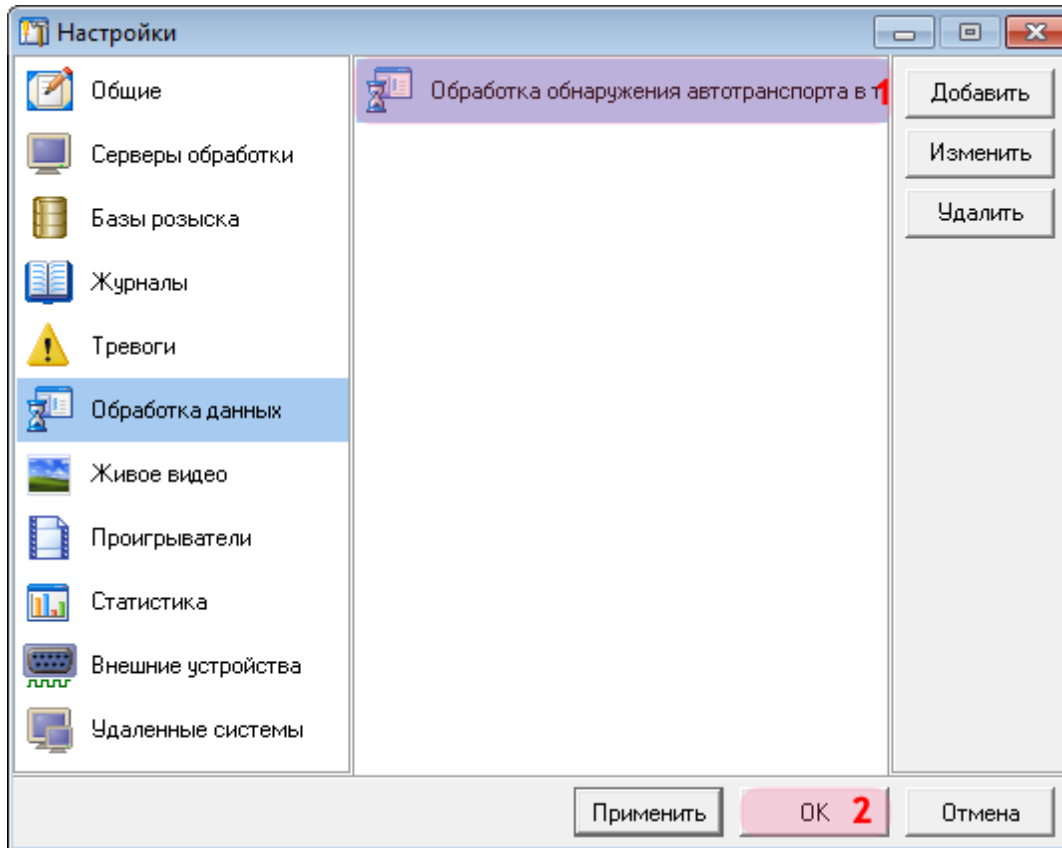 Настройки
Общие
Серверы обработки
Базы розыска
Журналы
Тревоги
Обработка данных
Живое видео
Проигрыватели
Статистика
Внешние устройства
Удаленные системы
Обработка обнаружения автотранспорта в т
1
Добавить
Изменить
Удалить
Применить
OK 2
Отмена